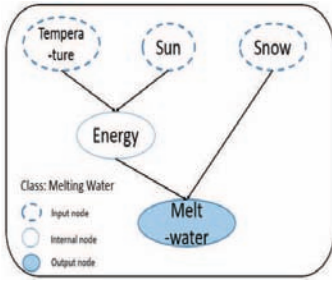 Tempera
-ture
Sun
Snow
Energy
Class: Melting Water
Melt
-water
Input node
Internal node
Output node